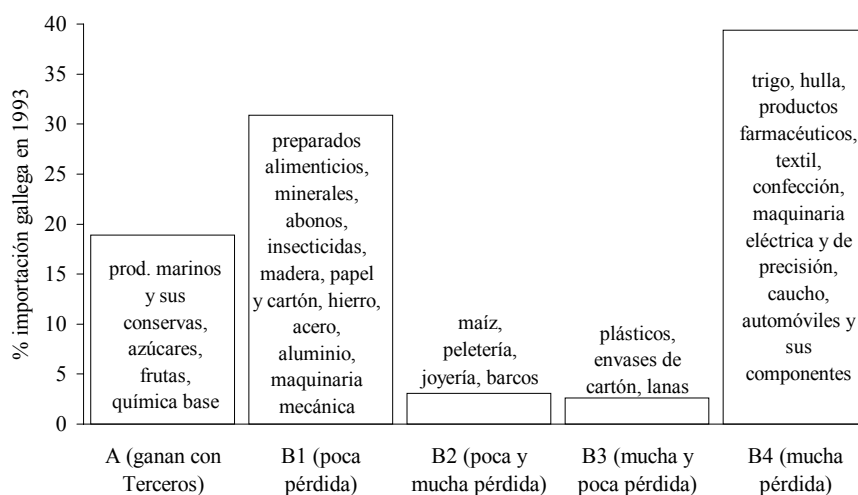 % importación gallega en 1993
40
35
30
25
20
15
10
5
0
prod. marinos
y sus
conservas,
azúcares,
frutas,
química base
preparados
alimenticios,
minerales,
abonos,
insecticidas,
madera, papel
y cartón, hierro,
acero,
aluminio,
maquinaria
mecánica
maíz,
peletería,
joyería, barcos
plásticos,
envases de
cartón, lanas
trigo, hulla,
productos
farmacéuticos,
textil,
confección,
maquinaria
eléctrica y de
precisión,
caucho,
automóviles y
sus
componentes
A (ganan con
Terceros)
B1 (poca
pérdida)
B2 (poca y
mucha pérdida)
B3 (mucha y
poca pérdida)
B4 (mucha
pérdida)